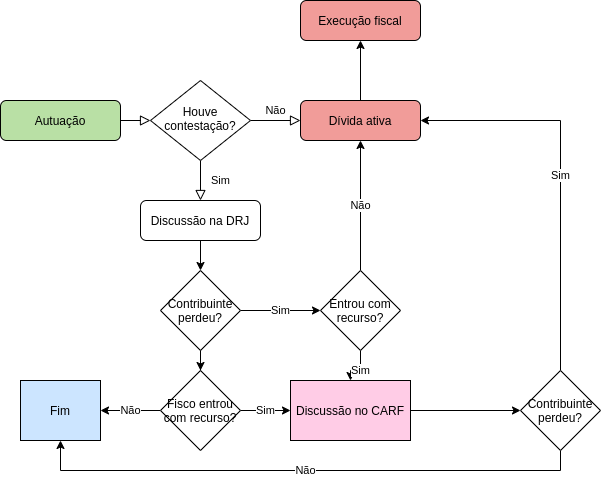 Execução fiscal
Autuação
Houve
contestação?
Não
Dívida ativa
Sim
Sim
Discussão na DRJ
Não
Contribuinte
perdeu?
Sim
Entrou com
recurso?
Sim
Fim
Não
Fisco entrou
com recurso?
Sim
Discussão no CARF
Contribuinte
perdeu?
Não